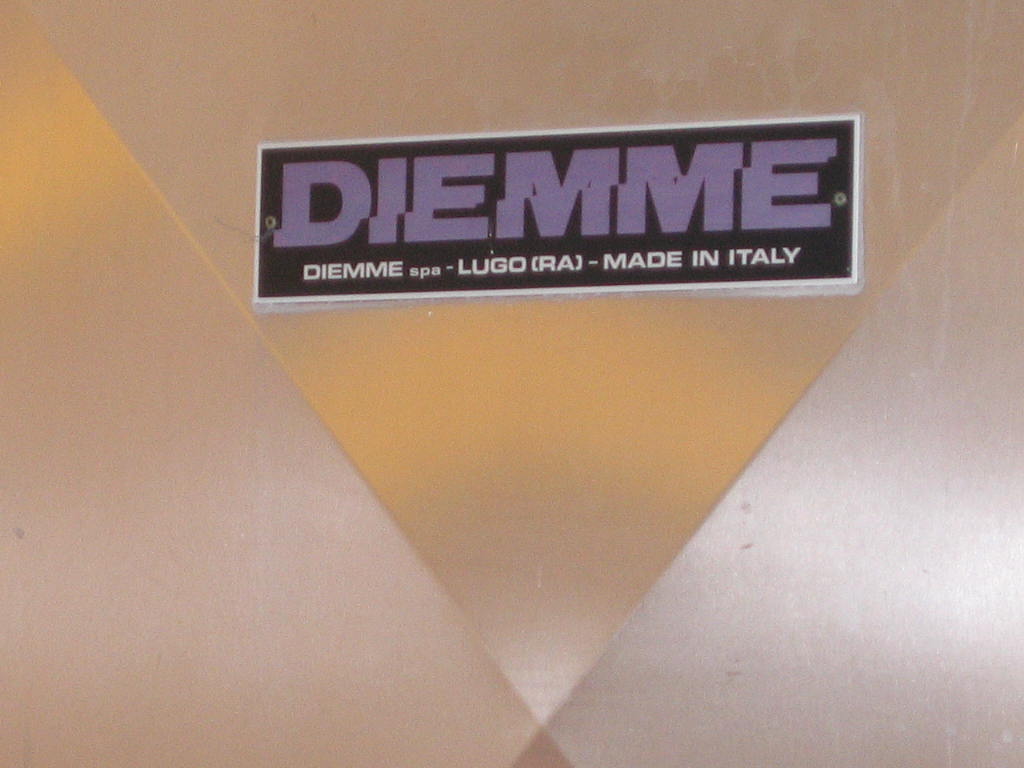 DIEMME
DIEMME spa - LUGO (RA) - MADE IN ITALY